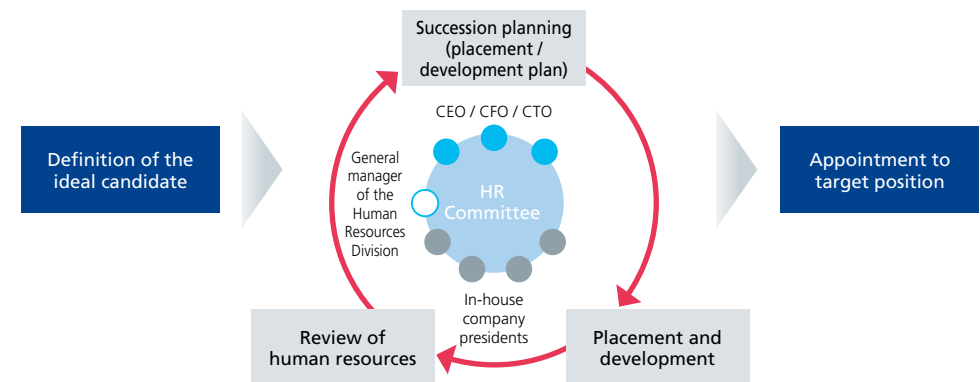 Succession planning
(placement /
development plan)
CEO / CFO / CTO
Definition of the
ideal candidate
General
manager
of the
Human
Resources
Division
HR
Committee
Appointment to
target position
In-house
company
presidents
Review of
human resources
Placement and
development